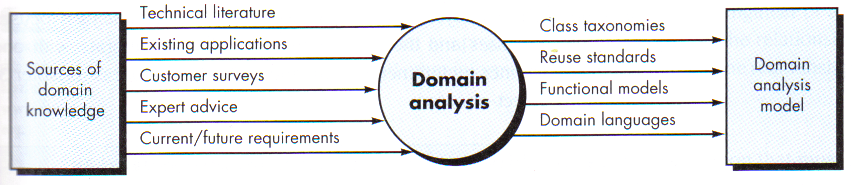 Sources of
domain
knowledge
Technical literature
Existing applications
Customer surveys
Expert advice
Current/future requirements
Domain
analysis
Class taxonomies
Reuse standards
Functional models
Domain languages
Domain
analysis
model